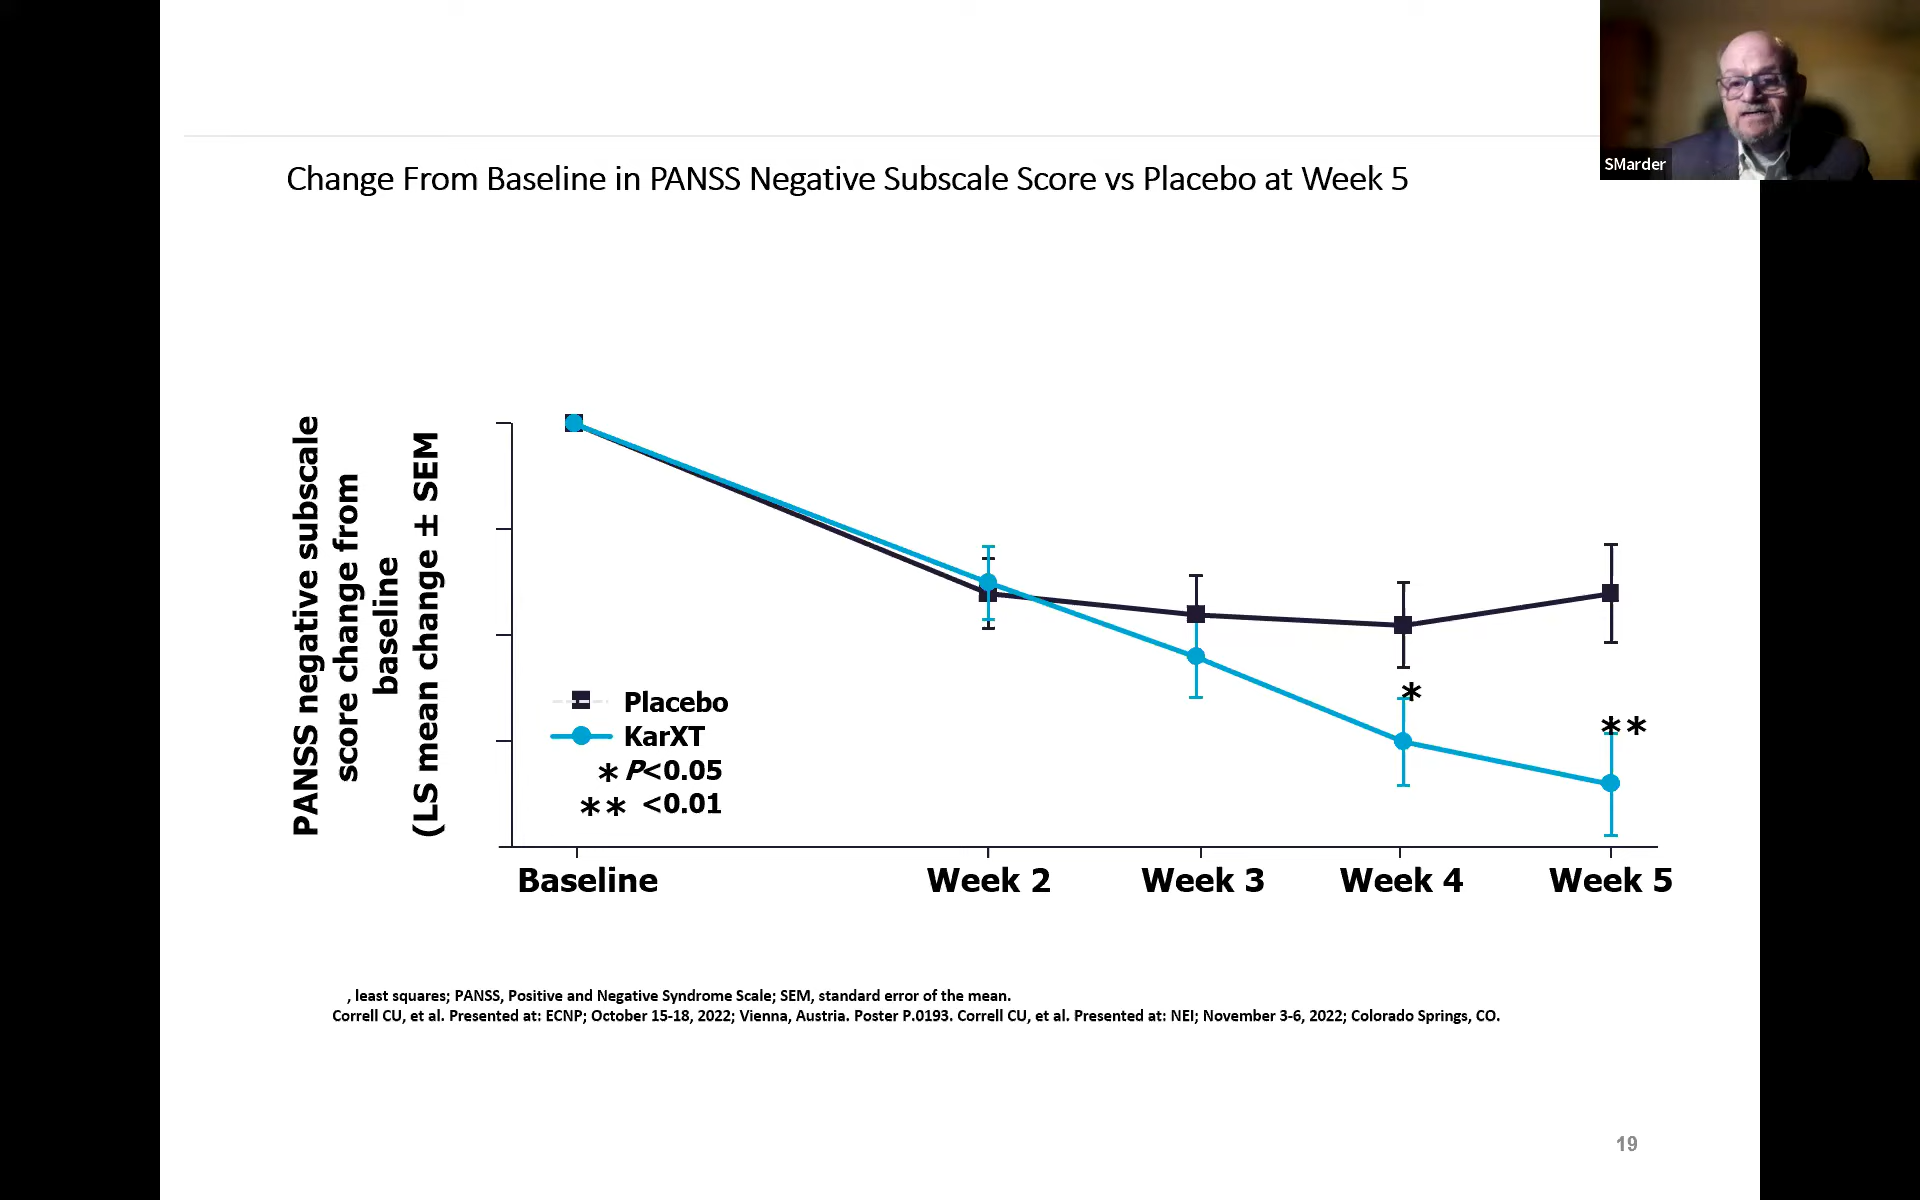 SMarder
Change From Baseline in PANSS Negative Subscale Score vs Placebo at Week 5
PANSS negative subscale
score change from
baseline
(LS mean change ± SEM
Placebo
KarXT
* P<0.05
** <0.01
*
**
Baseline Week 2 Week 3 Week 4 Week 5
, least squares; PANSS, Positive and Negative Syndrome Scale; SEM, standard error of the mean.
Correll CU, et al. Presented at: ECNP; October 15-18, 2022; Vienna, Austria. Poster P.0193. Correll CU, et al. Presented at: NEI; November 3-6, 2022; Colorado Springs, CO.
19